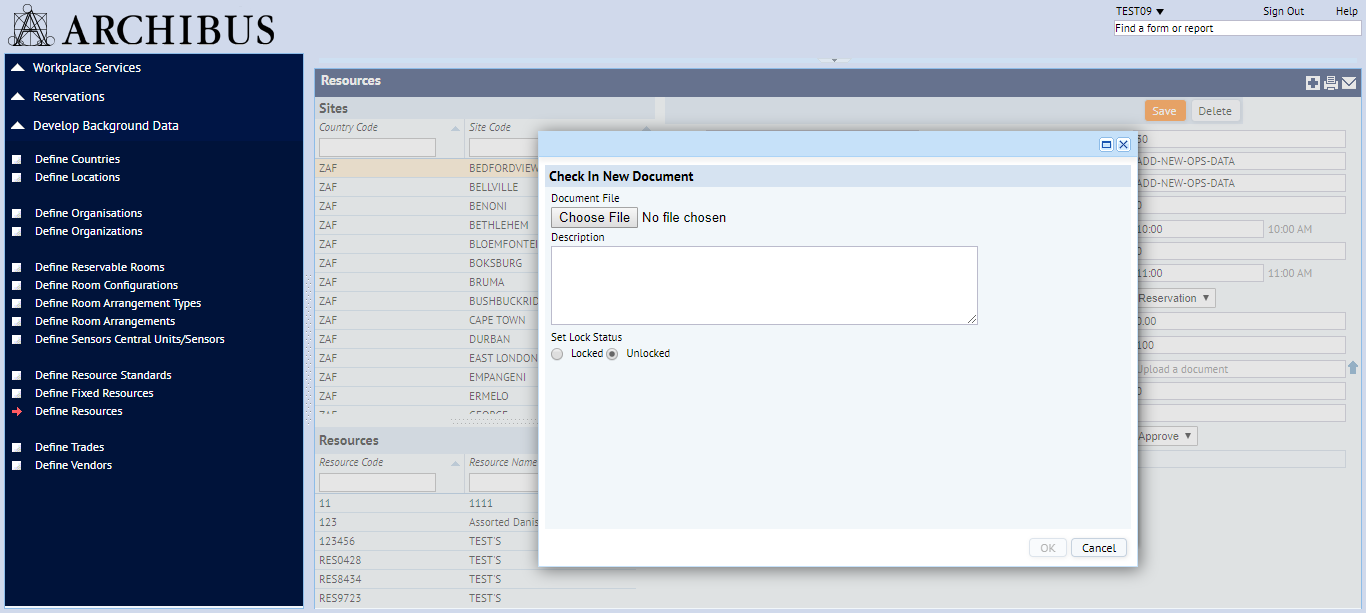 ARCHIBUS
TEST09 ▼
Sign Out
Help
Find a form or report
Workplace Services
Reservations
Develop Background Data
Define Countries
Define Locations
Define Organisations
Define Organizations
Define Reservable Rooms
Define Room Configurations
Define Room Arrangement Types
Define Room Arrangements
Define Sensors Central Units/Sensors
Define Resource Standards
Define Fixed Resources
Define Resources
Define Trades
Define Vendors
Resources
Sites
Country Code Site Code
ZAF BEDFORDVIEW
ZAF BELLVILLE
ZAF BENONI
ZAF BETHLEHEM
ZAF BLOEMFONTEI
ZAF BOKSBURG
ZAF BRUMA
ZAF BUSHBUCKRID
ZAF CAPE TOWN
ZAF DURBAN
ZAF EAST LONDON
ZAF EMPANGENI
ZAF ERMELO
ZAF GEORGE
Resources
Resource Code Resource Name
11 1111
123 Assorted Danis
123456 TEST'S
RES0428 TEST'S
RES8434 TEST'S
RES9723 TEST'S
Save Delete
30
ADD-NEW-OPS-DATA
ADD-NEW-OPS-DATA
0
10:00 10:00 AM
0
11:00 11:00 AM
Reservation ▼
0.00
100
Upload a document
0
Approve ▼
Check In New Document
Document File
Choose File No file chosen
Description
Set Lock Status
Locked Unlocked
OK Cancel